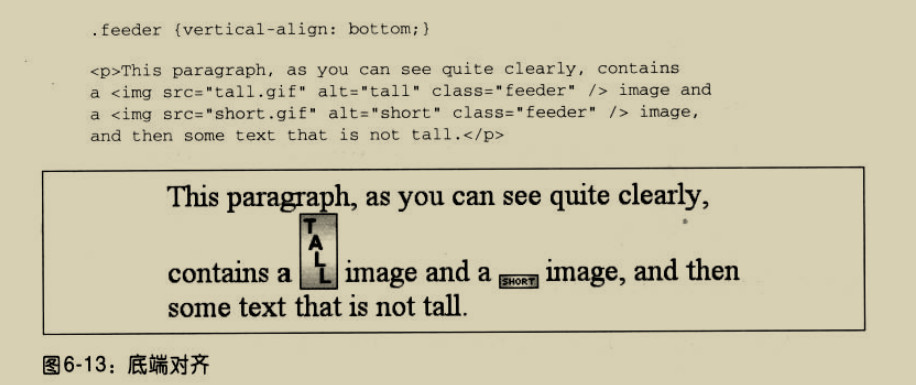 .feeder {vertical-align: bottom;}
<p>This paragraph, as you can see quite clearly, contains
a <img src="tall.gif" alt="tall" class="feeder" /> image and
a <img src="short.gif" alt="short" class="feeder" /> image,
and then some text that is not tall.</p>
This paragraph, as you can see quite clearly,
contains a TALL image and a SHORT image, and then
some text that is not tall.
图6-13：底端对齐